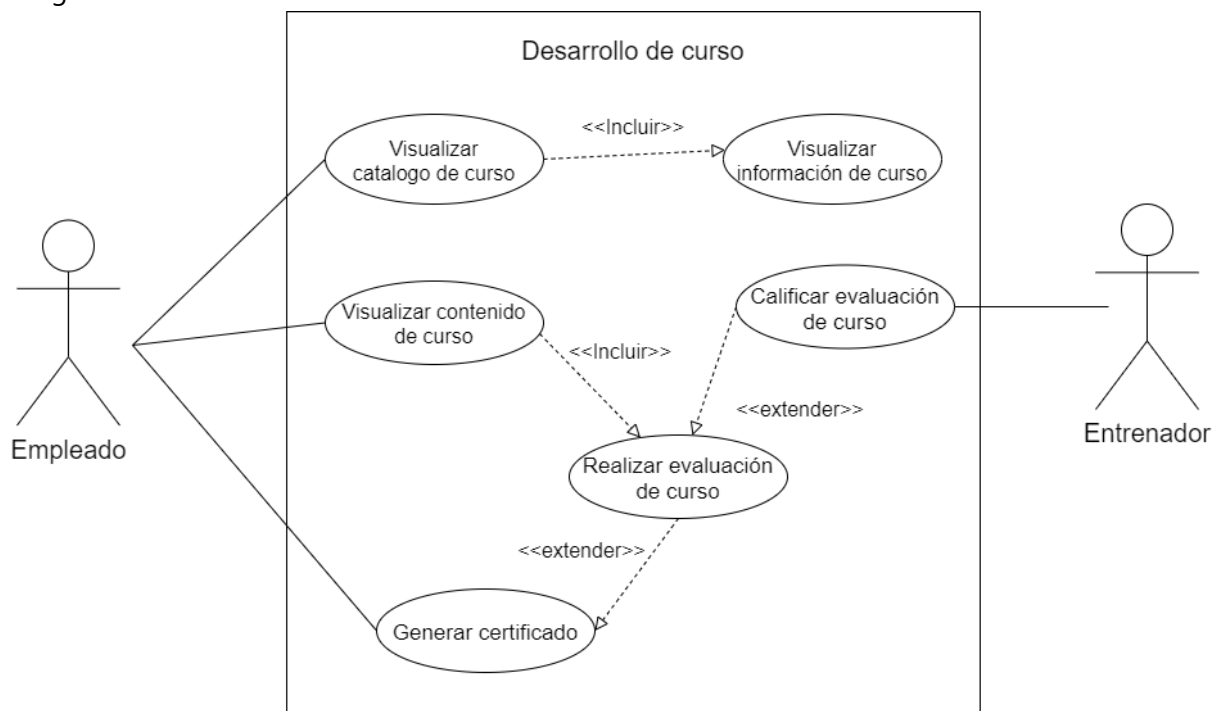 Desarrollo de curso
<<Incluir>>
Visualizar
catalogo de curso
Visualizar
información de curso
Visualizar contenido
de curso
Calificar evaluación
de curso
<<Incluir>>
<<extender>>
Empleado
Entrenador
Realizar evaluación
de curso
<<extender>>
Generar certificado